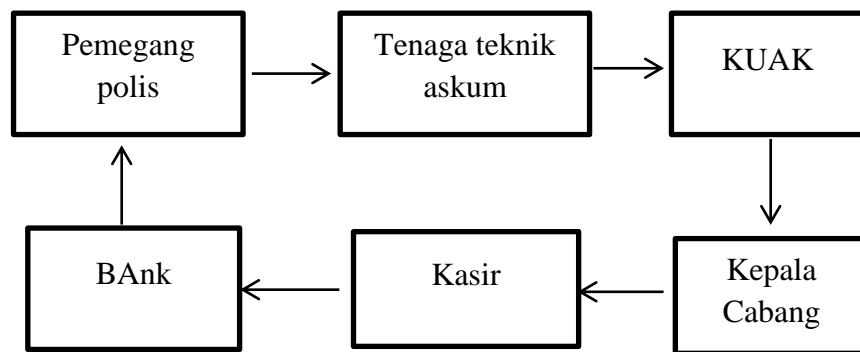 Pemegang
polis
Tenaga teknik
askum
KUAK
BAnk
Kasir
Kepala
Cabang